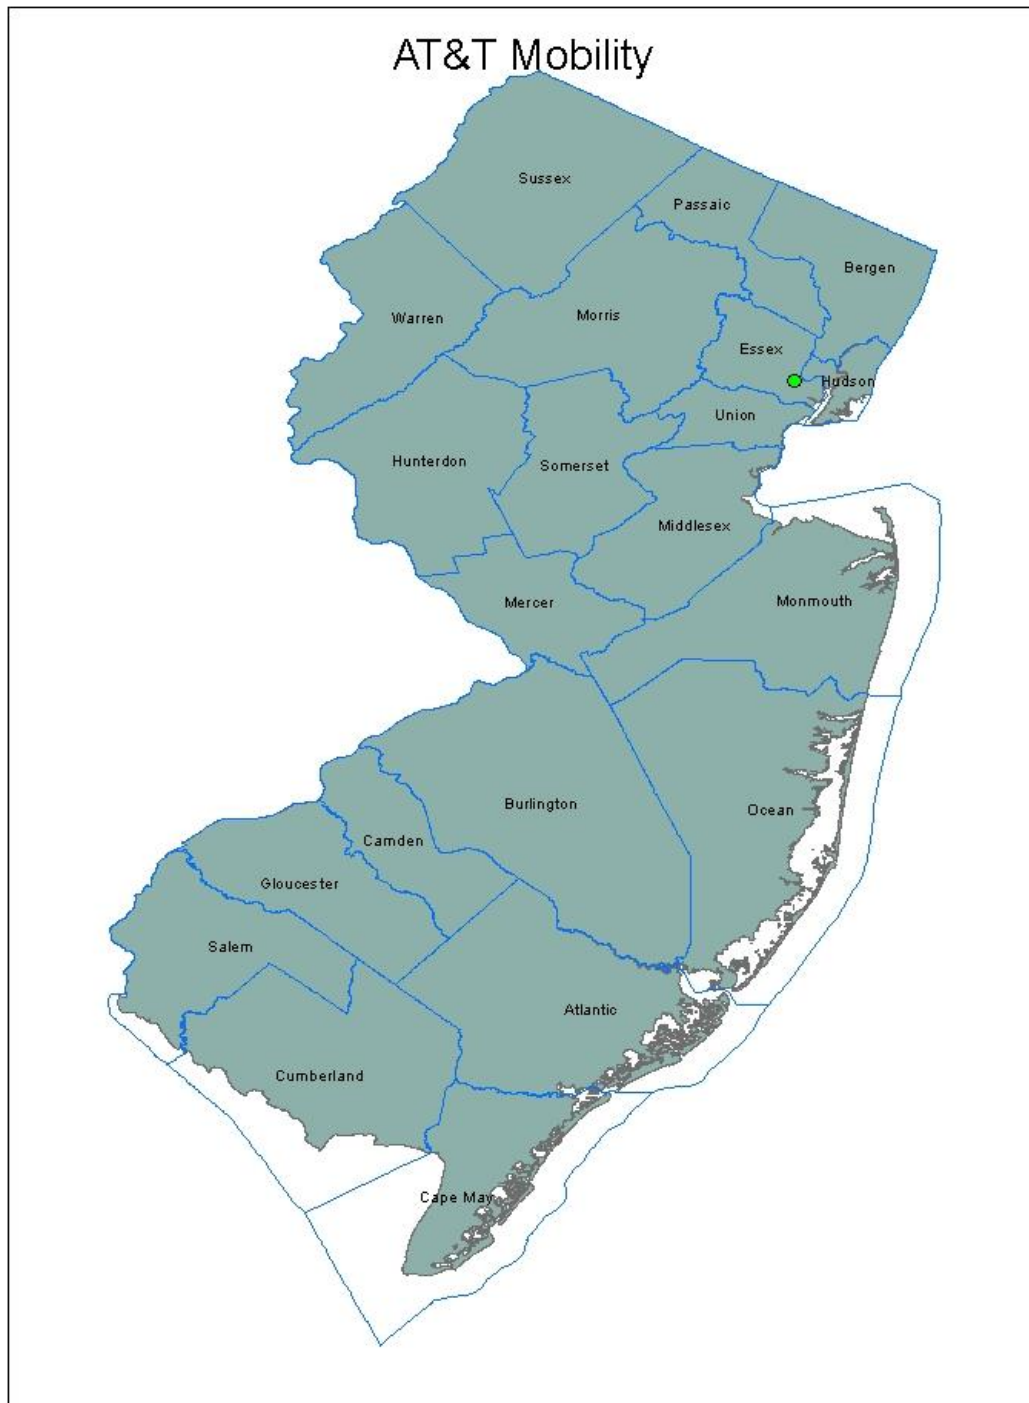 AT&T Mobility
Sussex
Passaic
Bergen
Warren
Morris
Essex
Hudson
Union
Hunterdon
Somerset
Middlesex
Mercer
Monmouth
Burlington
Ocean
Camden
Gloucester
Salem
Atlantic
Cumberland
Cape May